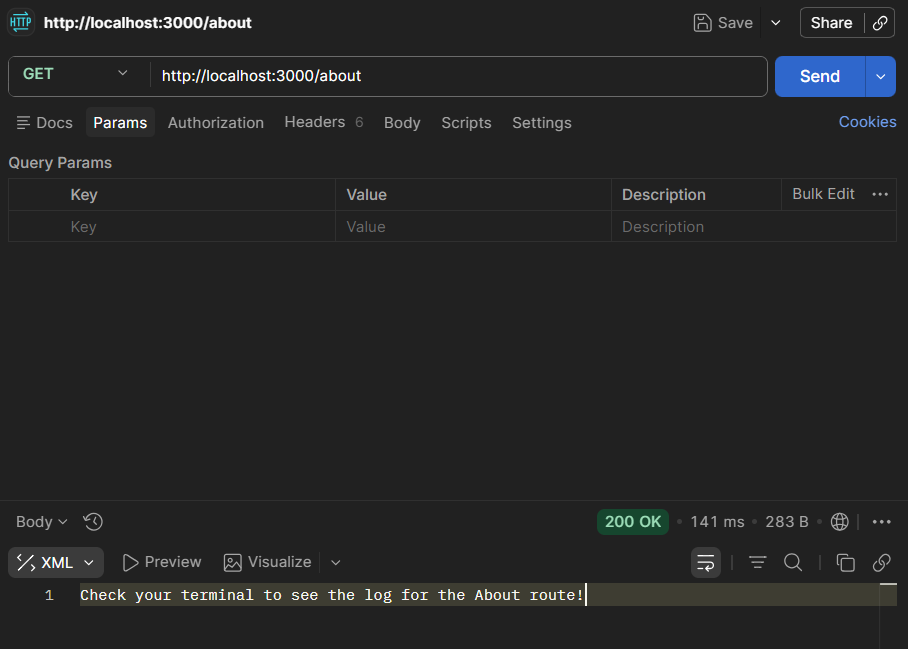 HTTP http://localhost:3000/about Save Share
GET http://localhost:3000/about Send
Docs Params Authorization Headers 6 Body Scripts Settings Cookies
Query Params
Key Value Description Bulk Edit
Key Value Description
Body 200 OK 141 ms 283 B
XML Preview Visualize
1 Check your terminal to see the log for the About route!